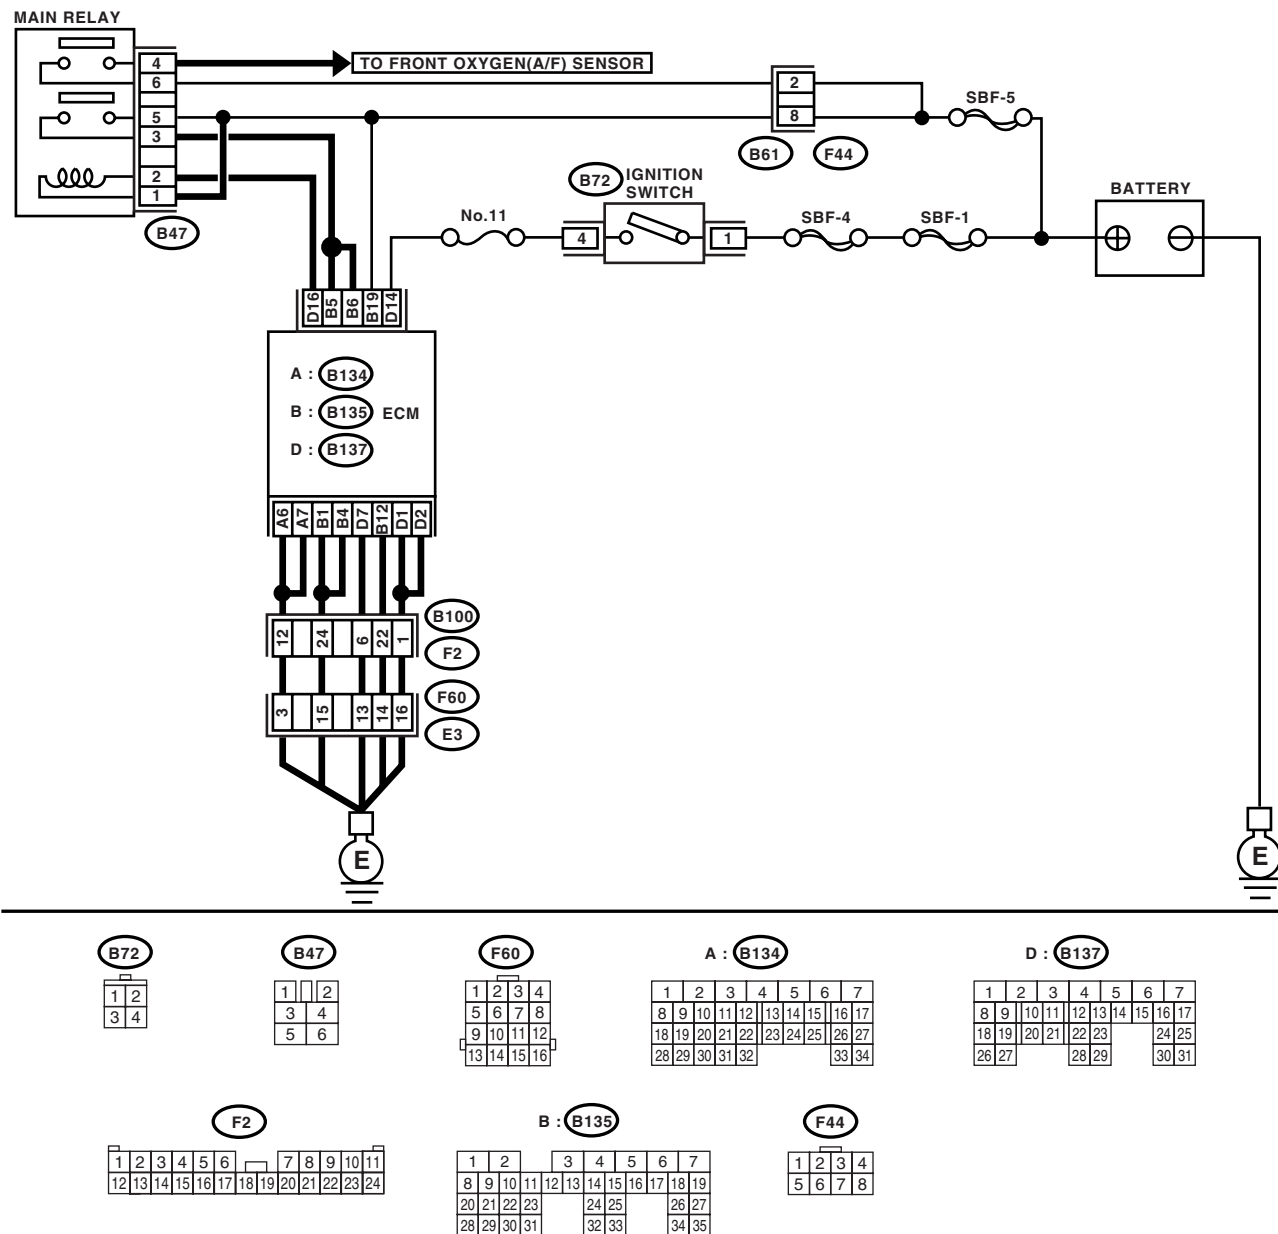 MAIN RELAY
4
TO FRONT OXYGEN(A/F) SENSOR
6
2
SBF-5
5
8
3
B61
F44
2
B72
IGNITION
SWITCH
BATTERY
1
B47
No.11
4
1
SBF-4
SBF-1
D16
B5
B6
B19
D14
A : B134
B : B135
ECM
D : B137
A6
A7
B1
B4
D7
B12
D1
D2
B100
12
24
6
22
1
F2
F60
3
15
13
14
16
E3
E
E
B72
B47
F60
A : B134
D : B137
1 2
3 4
1 2
3 4
5 6
1 2 3 4
5 6 7 8
9 10 11 12
13 14 15 16
1 2 3 4 5 6 7
8 9 10 11 12 13 14 15 16 17
18 19 20 21 22 23 24 25 26 27
28 29 30 31 32 33 34
1 2 3 4 5 6 7
8 9 10 11 12 13 14 15 16 17
18 19 20 21 22 23 24 25
26 27 28 29 30 31
F2
B : B135
F44
1 2 3 4 5 6 7 8 9 10 11
12 13 14 15 16 17 18 19 20 21 22 23 24
1 2 3 4 5 6 7
8 9 10 11 12 13 14 15 16 17 18 19
20 21 22 23 24 25 26 27
28 29 30 31 32 33 34 35
1 2 3 4
5 6 7 8